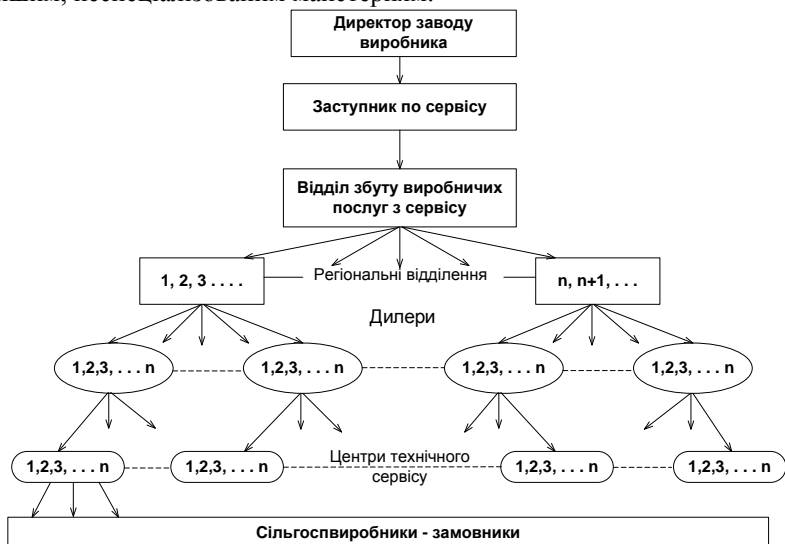 неспеціалізованим майстерням.
Директор заводу
виробника
Заступник по сервісу
Відділ збуту виробничих
послуг з сервісу
1, 2, 3 . . . .
Регіональні відділення
n, n+1, . . .
Дилери
1,2,3, . . . n
1,2,3, . . . n
1,2,3, . . . n
1,2,3, . . . n
1,2,3, . . . n
1,2,3, . . . n
Центри технічного
сервісу
1,2,3, . . . n
1,2,3, . . . n
Сільгоспвиробники - замовники